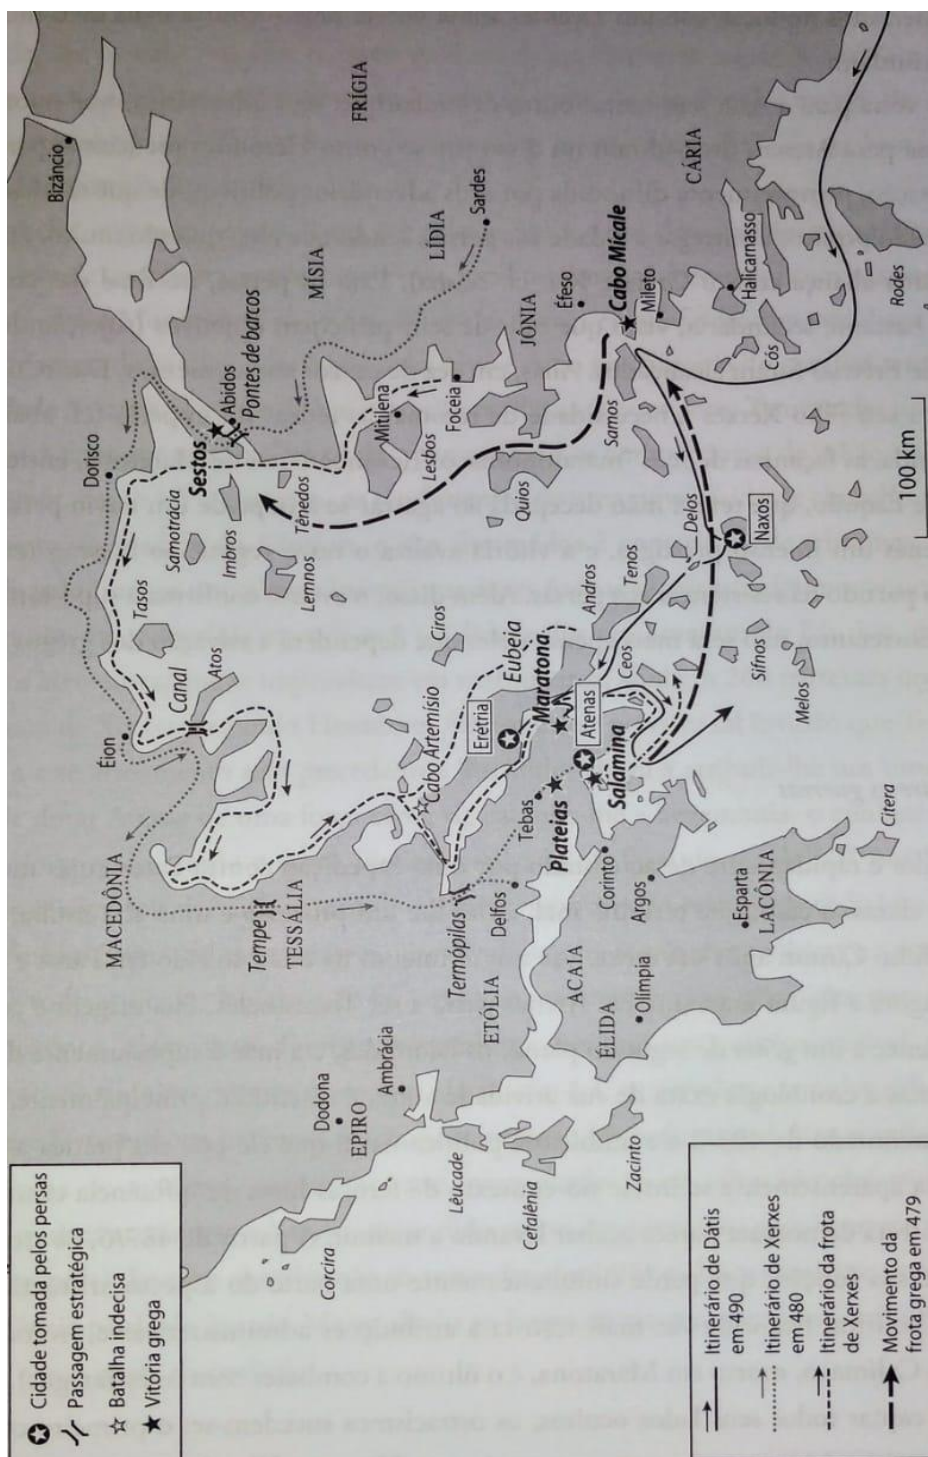 Cidade tomada pelos persas
Passagem estratégica
Batalha indecisa
Vitória grega
Bizâncio
FRÍGIA
MÍSIA
LÍDIA
Sardes
JÔNIA
Éfeso
Cabo Mícale
Mileto
CÁRIA
Halicarnasso
Cós
Rodes
Dorisco
Sestos
Abidos
Pontes de barcos
Mitilena
Foceia
Lesbos
Quios
Samos
Samotrácia
Imbros
Tênedos
Lemnos
Tasos
Eion
Canal
Atos
MACEDÔNIA
Tempe
TESSÁLIA
Ciros
Cabo Artemísio
Eubeia
Erétria
Maratona
Andros
Tenos
Ceos
Delos
Naxos
Atenas
Salamina
Plateias
Tebas
Termópilas
Delfos
ETÓLIA
ACAIA
Corinto
Argos
Sifnos
Melos
Citera
Esparta
LACÔNIA
ÉLIDA
Olímpia
Dodona
EPIRO
Ambrácia
Corcira
Lêucade
Cefalênia
Zacinto
100 km
Itinerário de Dátis
em 490
Itinerário de Xerxes
em 480
Itinerário da frota
de Xerxes
Movimento da
frota grega em 479